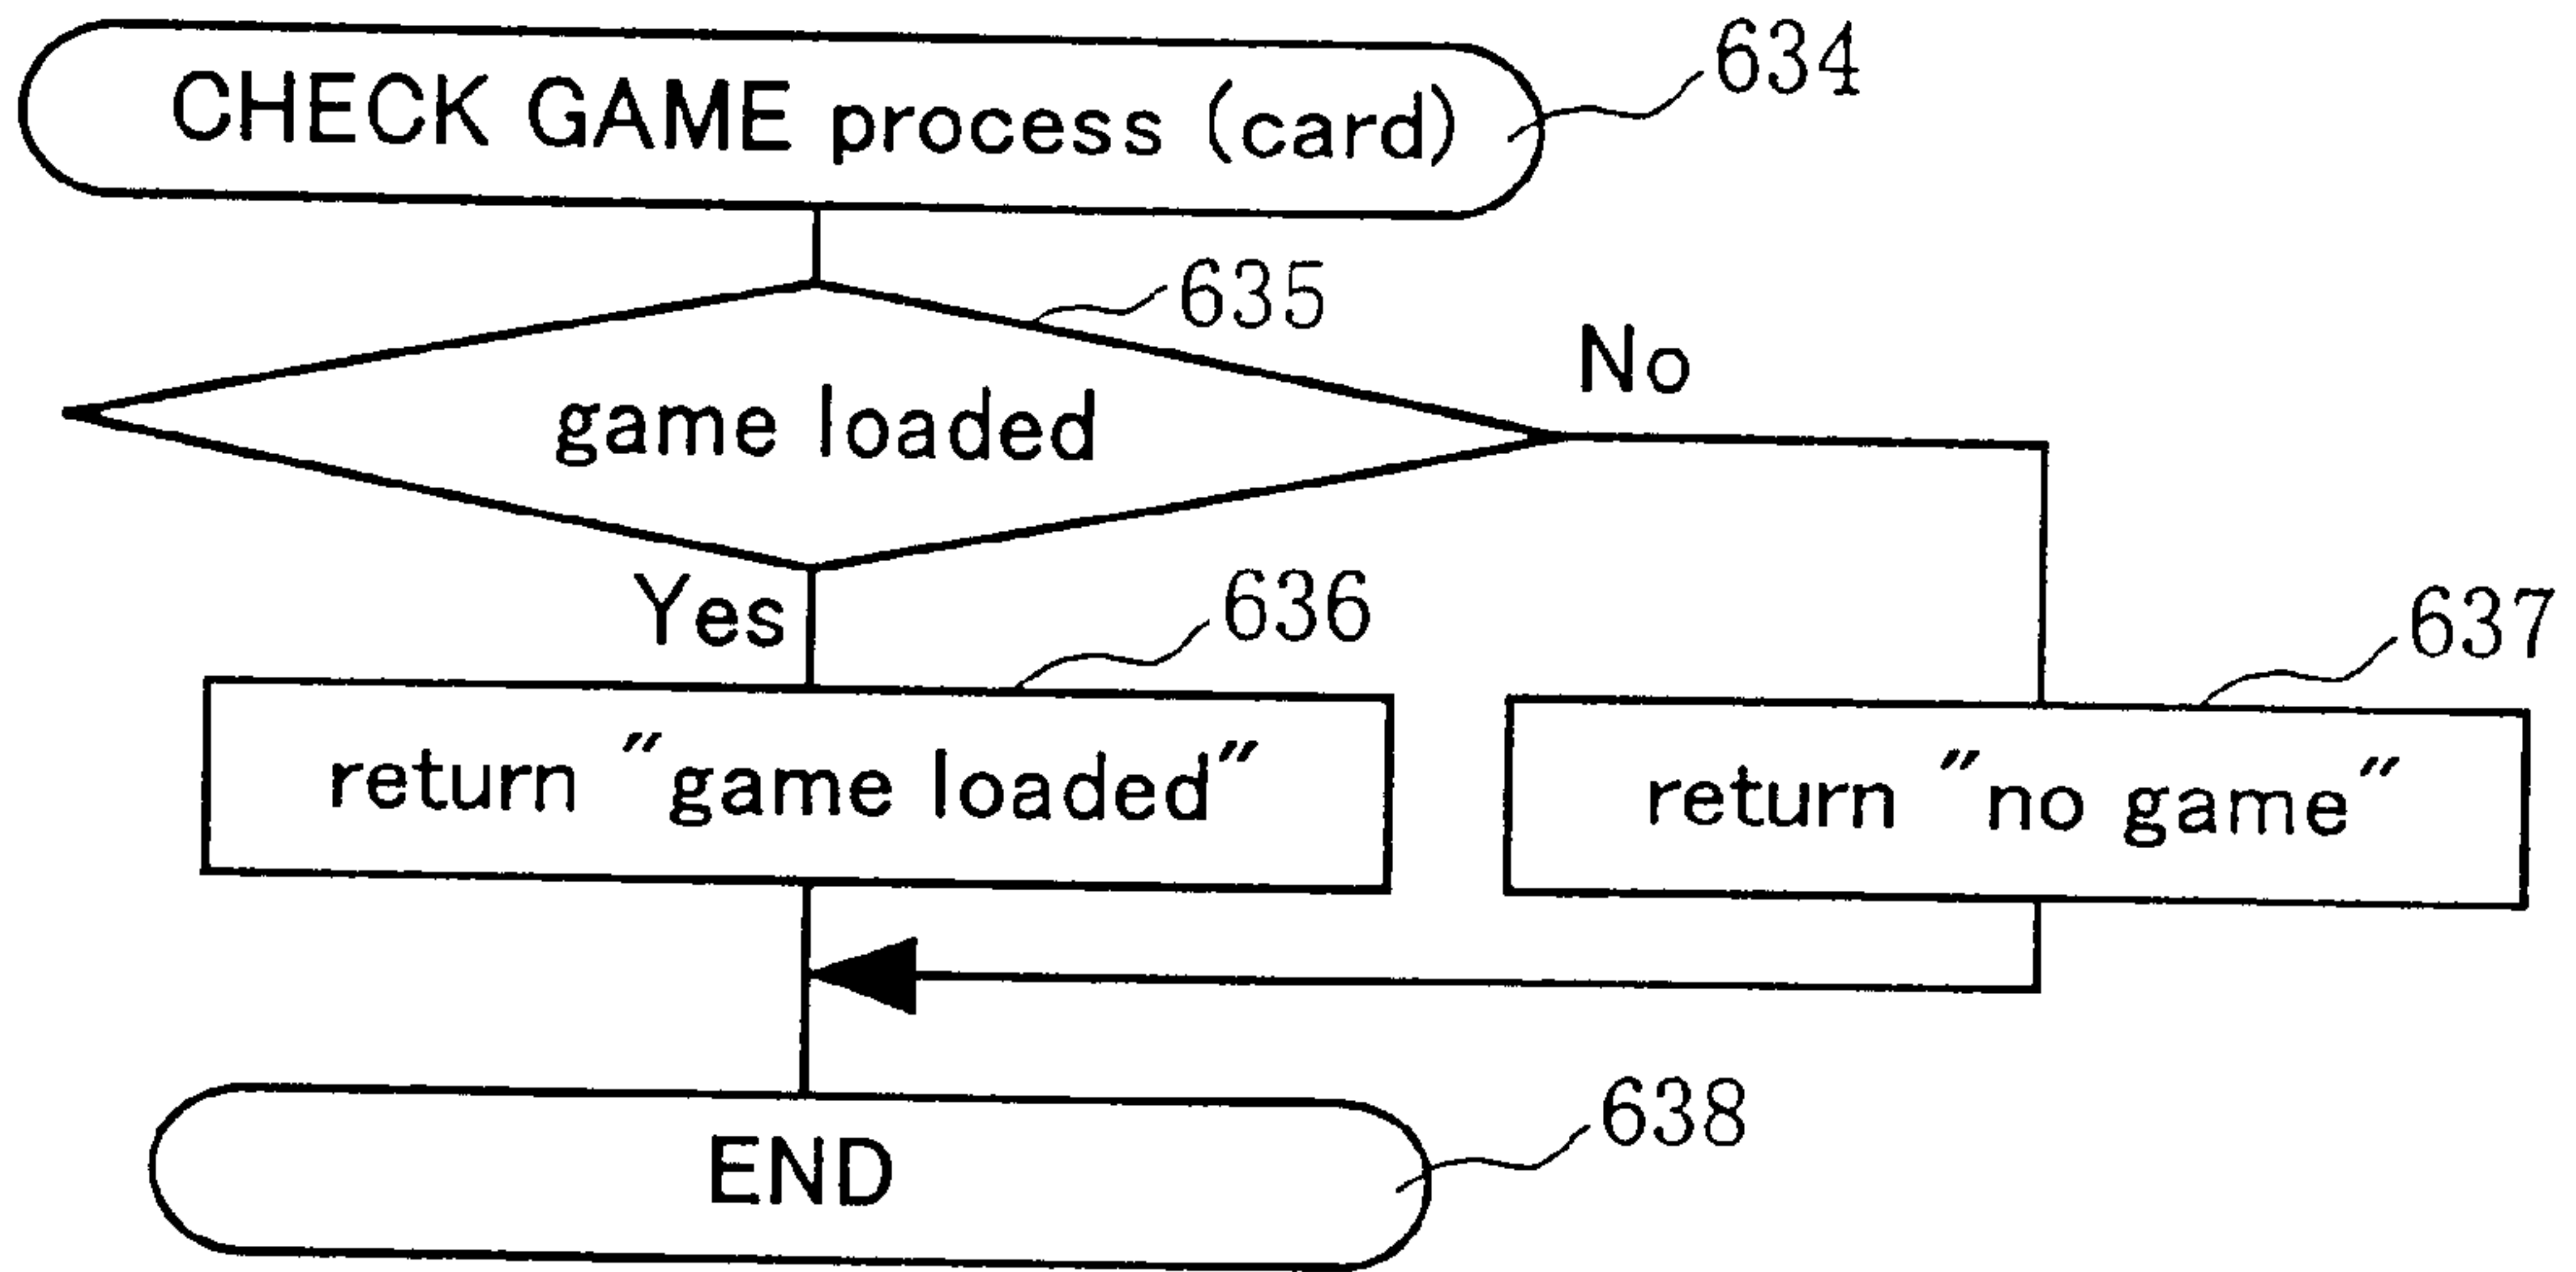 CHECK GAME process (card)
634
635
game loaded
No
Yes
636
637
return "game loaded"
return "no game"
END
638